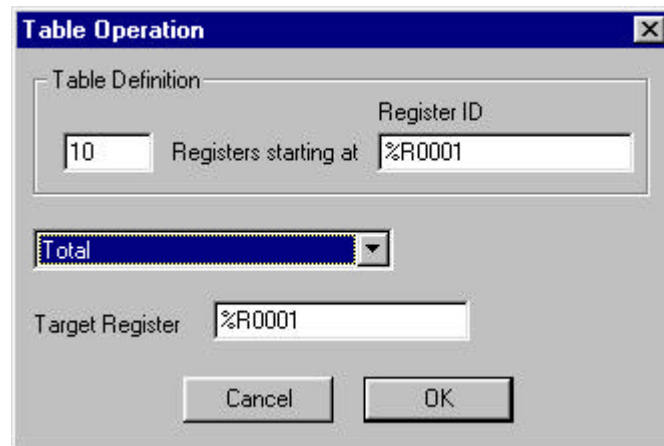 Table Operation
Table Definition
Register ID
10 Registers starting at %R0001
Total
Target Register %R0001
Cancel OK